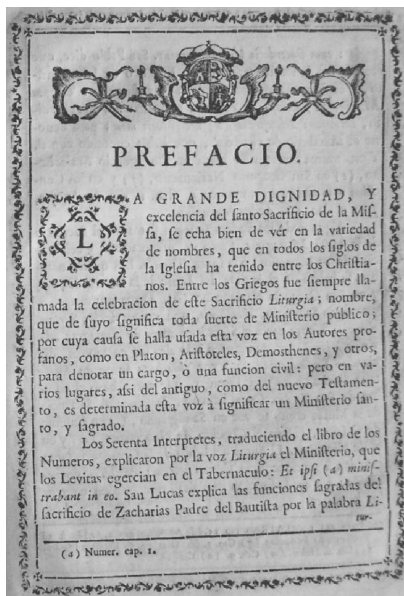 PREFACIO.
LA GRANDE DIGNIDAD, Y
excelencia del santo Sacrificio de la Mis-
sa, se echa bien de vér en la variedad
de nombres, que en todos los siglos de
la Iglesia ha tenido entre los Christia-
nos. Entre los Griegos fue siempre lla-
mada la celebracion de este Sacrificio Liturgia; nombre,
que de suyo significa toda suerte de Ministerio público;
por cuya causa se halla usada esta voz en los Autores pro-
fanos, como en Platon, Aristoteles, Demosthenes, y otros,
para denotar un cargo, ò una funcion civil: pero en va-
rios lugares, assi del antiguo, como del nuevo Testamen-
to, es determinada esta voz à significar un Ministerio san-
to, y sagrado.
Los Setenta Interpretes, traduciendo el libro de los
Numeros, explicaron por la voz Liturgia el Ministerio, que
los Levitas egercian en el Tabernaculo: Et ipsi (a) minis-
trabant in eo. San Lucas explica las funciones sagradas del
sacrificio de Zacharias Padre del Bautista por la palabra Li-
tur-
(a) Numer. cap. 1.